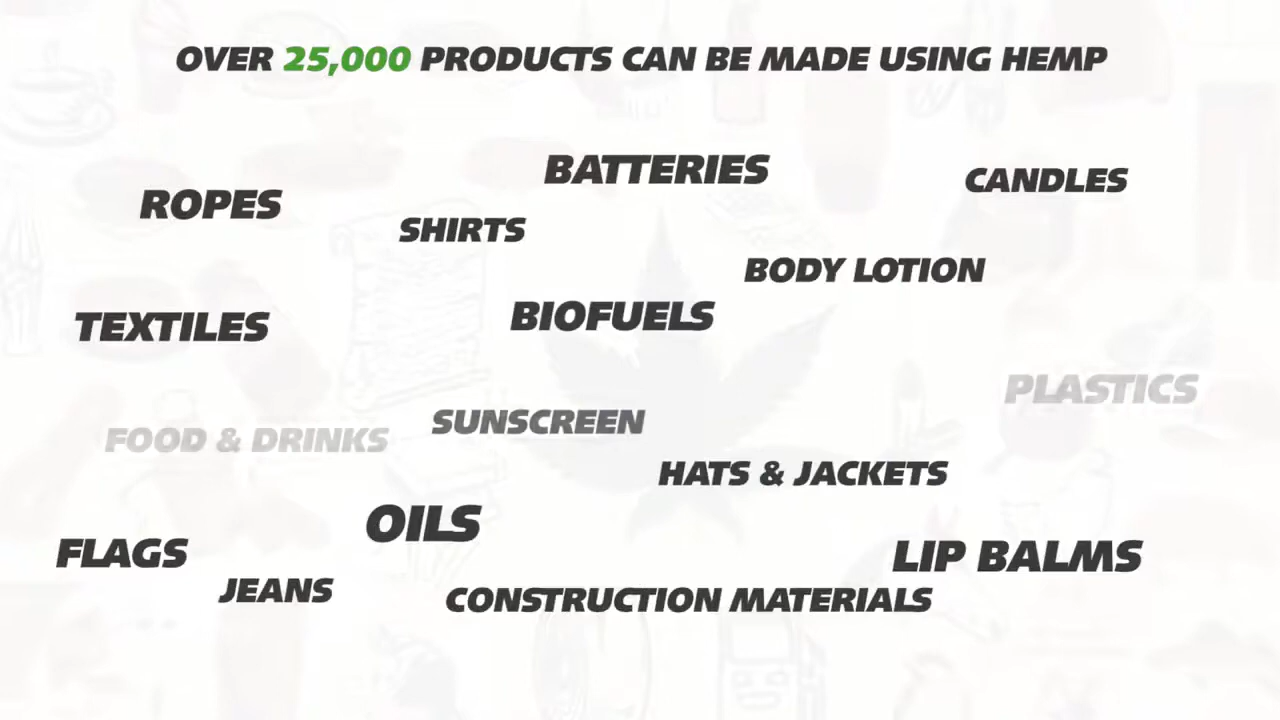 OVER 25,000 PRODUCTS CAN BE MADE USING HEMP
BATTERIES
CANDLES
ROPES
SHIRTS
BODY LOTION
BIOFUELS
TEXTILES
PLASTICS
SUNSCREEN
FOOD & DRINKS
HATS & JACKETS
OILS
FLAGS
LIP BALMS
JEANS
CONSTRUCTION MATERIALS